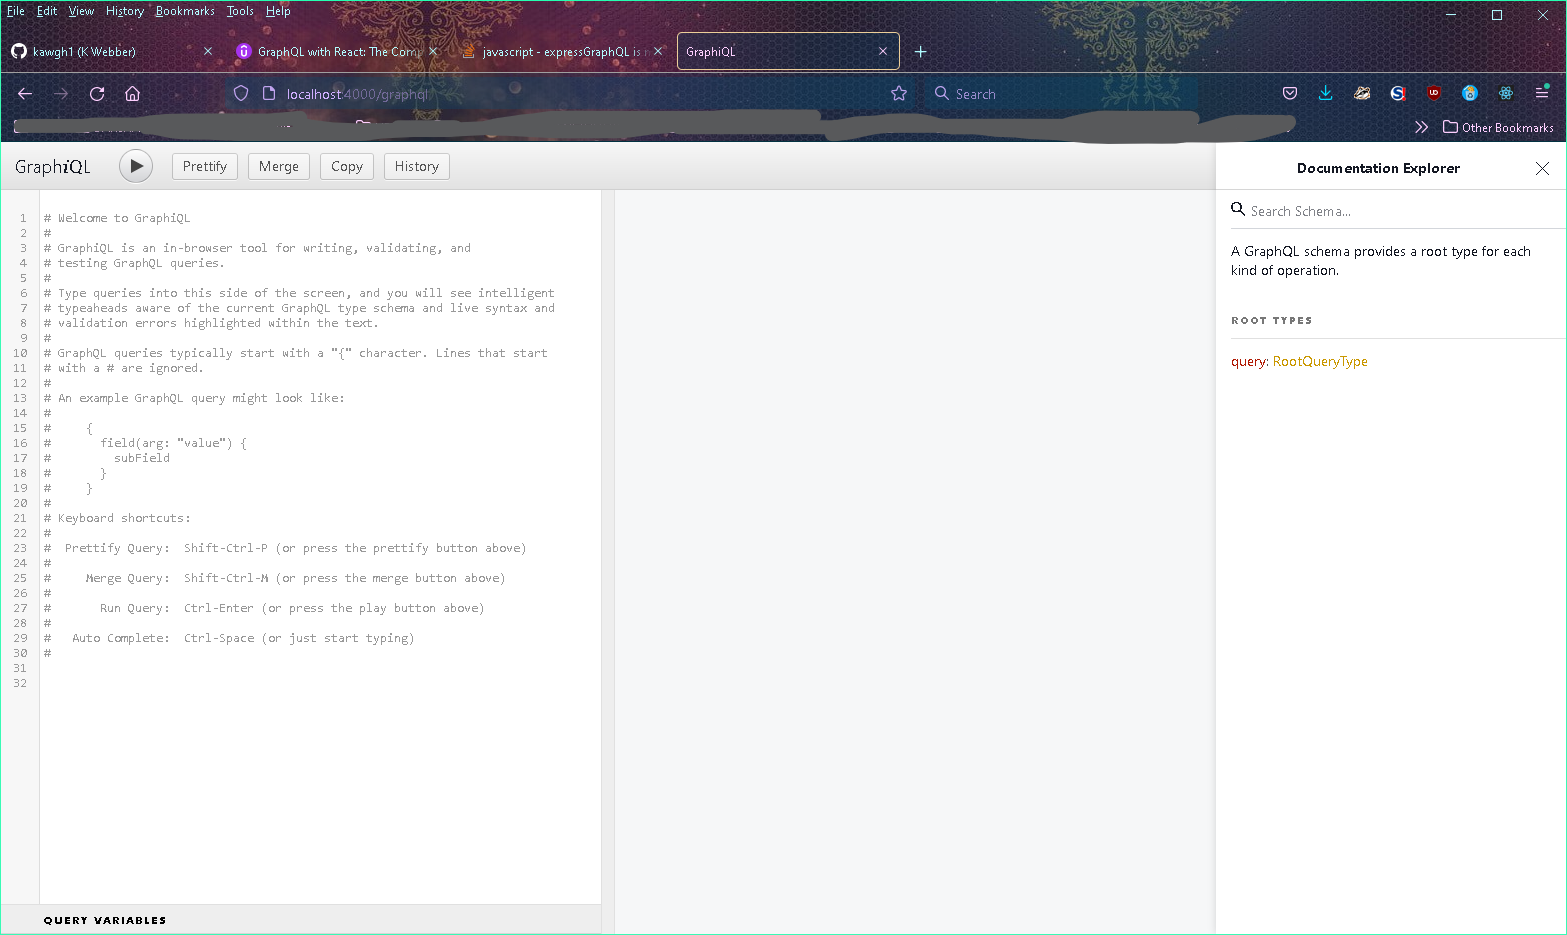 File Edit View History Bookmarks Tools Help
kawgh1 (K Webber)
GraphQL with React: The Com
javascript - expressGraphQL is n
GraphiQL
localhost:4000/graphql
Search
Other Bookmarks
GraphiQL
Prettify
Merge
Copy
History
1 # Welcome to GraphiQL
2 #
3 # GraphiQL is an in-browser tool for writing, validating, and
4 # testing GraphQL queries.
5 #
6 # Type queries into this side of the screen, and you will see intelligent
7 # typeaheads aware of the current GraphQL type schema and live syntax and
8 # validation errors highlighted within the text.
9 #
10 # GraphQL queries typically start with a "{" character. Lines that start
11 # with a # are ignored.
12 #
13 # An example GraphQL query might look like:
14 #
15 #     {
16 #       field(arg: "value") {
17 #         subField
18 #       }
19 #     }
20 #
21 # Keyboard shortcuts:
22 #
23 #  Prettify Query:  Shift-Ctrl-P (or press the prettify button above)
24 #
25 #     Merge Query:  Shift-Ctrl-M (or press the merge button above)
26 #
27 #       Run Query:  Ctrl-Enter (or press the play button above)
28 #
29 #   Auto Complete:  Ctrl-Space (or just start typing)
30 #
31
32
QUERY VARIABLES
Documentation Explorer
Search Schema...
A GraphQL schema provides a root type for each
kind of operation.
ROOT TYPES
query: RootQueryType